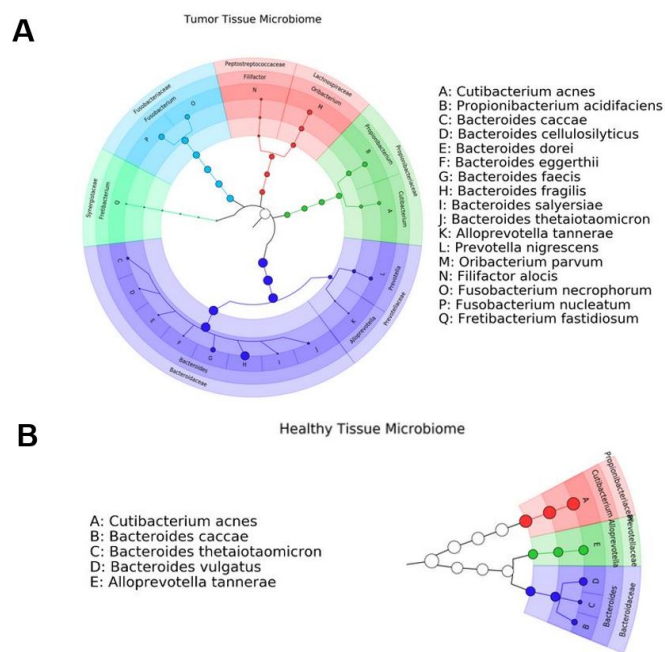 A
Tumor Tissue Microbiome
Peptostreptococcaceae
Lachnospiraceae
Filifactor
Oribacterium
N
M
Fusobacteriaceae
Fusobacterium
O
P
Propionibacteriaceae
Propionibacterium
Cutibacterium
B
A
Synergistaceae
Fretibacterium
Q
C
D
E
F
G
H
I
J
K
L
Prevotella
Alloprevotella
Prevotellaceae
Bacteroides
Bacteroidaceae
A: Cutibacterium acnes
B: Propionibacterium acidifaciens
C: Bacteroides caccae
D: Bacteroides cellulosilyticus
E: Bacteroides dorei
F: Bacteroides eggerthii
G: Bacteroides faecis
H: Bacteroides fragilis
I: Bacteroides salyersiae
J: Bacteroides thetaiotaomicron
K: Alloprevotella tannerae
L: Prevotella nigrescens
M: Oribacterium parvum
N: Filifactor alocis
O: Fusobacterium necrophorum
P: Fusobacterium nucleatum
Q: Fretibacterium fastidiosum
B
Healthy Tissue Microbiome
A: Cutibacterium acnes
B: Bacteroides caccae
C: Bacteroides thetaiotaomicron
D: Bacteroides vulgatus
E: Alloprevotella tannerae
Propionibacteriaceae
Cutibacterium
A
Prevotellaceae
Alloprevotella
E
D
C
B
Bacteroides
Bacteroidaceae